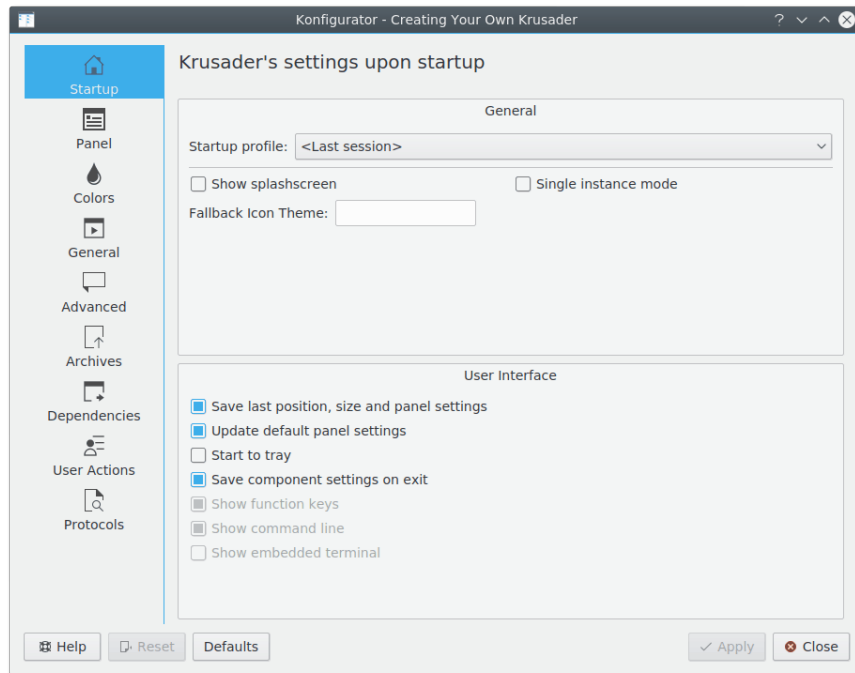 Konfigurator - Creating Your Own Krusader
Startup
Panel
Colors
General
Advanced
Archives
Dependencies
User Actions
Protocols
Krusader's settings upon startup
General
Startup profile: <Last session>
Show splashscreen Single instance mode
Fallback Icon Theme:
User Interface
Save last position, size and panel settings
Update default panel settings
Start to tray
Save component settings on exit
Show function keys
Show command line
Show embedded terminal
Help Reset Defaults Apply Close